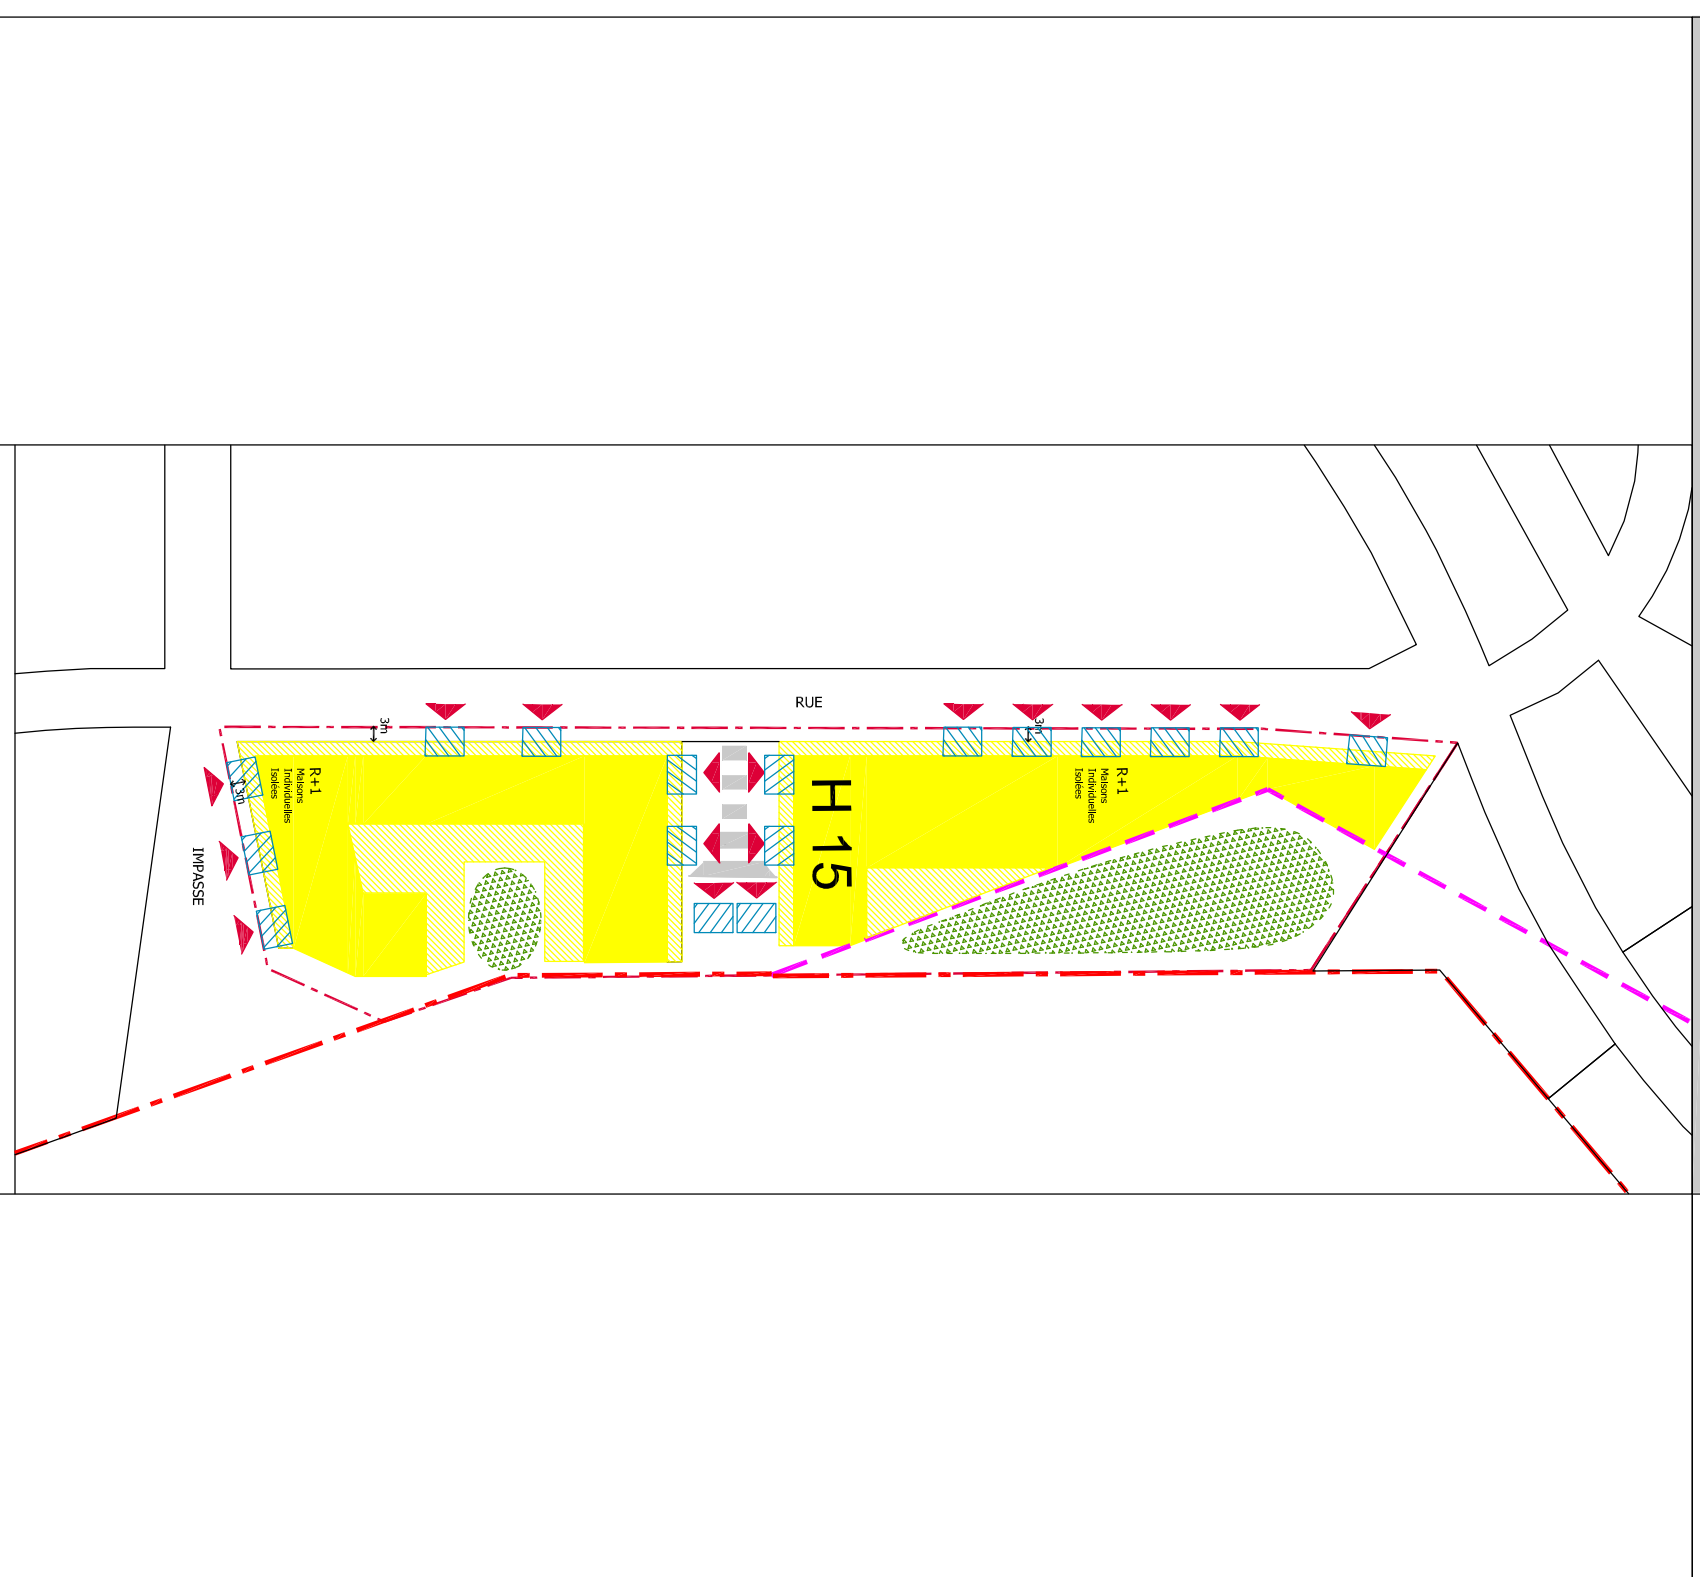 RUE
3m
3m
R+1
Maisons
Individuelles
Isolées
R+1
Maisons
Individuelles
Isolées
3m
H 15
IMPASSE